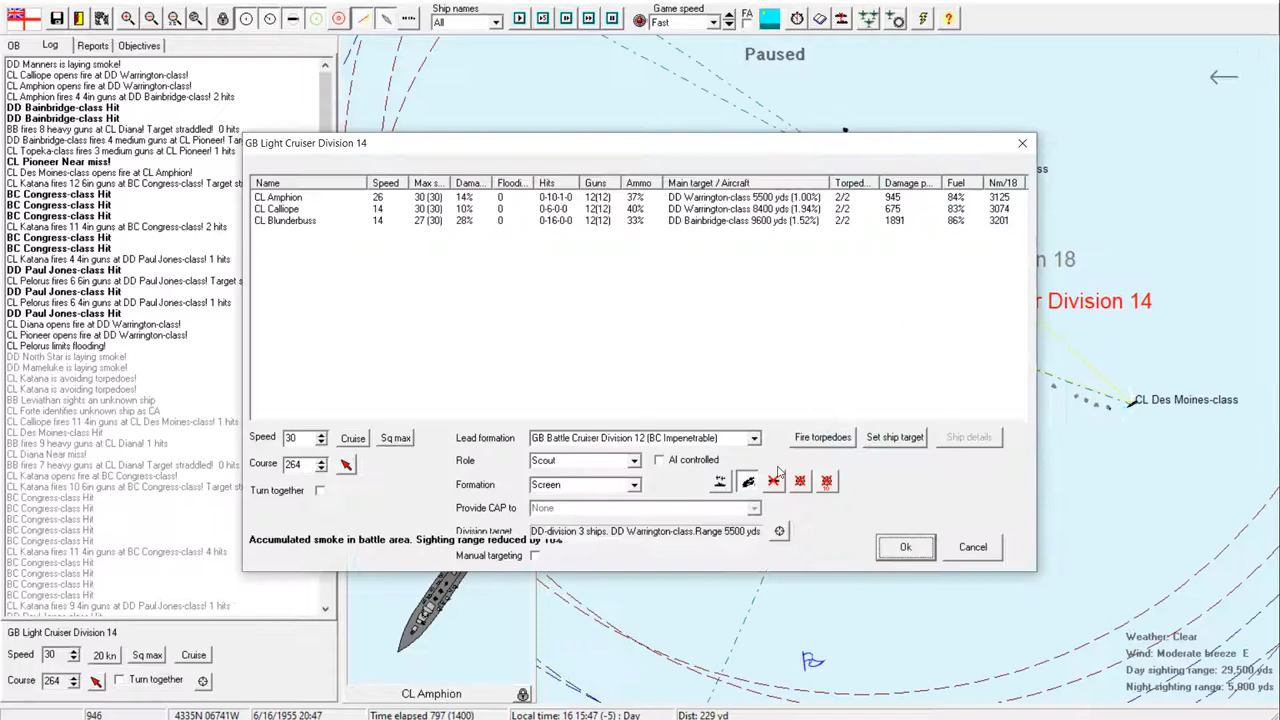 Ship names
All
Game speed
Fast
FA
OB Log Reports Objectives
DD Manners is laying smoke!
CL Calliope opens fire at DD Warrington-class!
CL Amphion opens fire at DD Warrington-class!
CL Amphion fires 4 4in guns at DD Bainbridge-class! 2 hits
DD Bainbridge-class Hit
DD Bainbridge-class Hit
BB fires 8 heavy guns at CL Diana! Target straddled! 0 hits
DD Bainbridge-class fires 4 medium guns at CL Pioneer! Tar
CL Topeka-class fires 3 medium guns at CL Pioneer! 1 hits
CL Pioneer Near miss!
CL Des Moines-class opens fire at CL Amphion!
CL Katana fires 12 6in guns at BC Congress-class! Target st
BC Congress-class Hit
BC Congress-class Hit
BC Congress-class Hit
CL Katana fires 11 4in guns at BC Congress-class! 2 hits
BC Congress-class Hit
BC Congress-class Hit
CL Katana fires 4 4in guns at DD Paul Jones-class! 1 hits
DD Paul Jones-class Hit
CL Pelorus fires 6 6in guns at DD Paul Jones-class! Target s
DD Paul Jones-class Hit
CL Pelorus fires 6 4in guns at DD Paul Jones-class! 1 hits
DD Paul Jones-class Hit
CL Diana opens fire at DD Warrington-class!
CL Pioneer opens fire at DD Warrington-class!
CL Pelorus limits flooding!
DD North Star is laying smoke!
DD Mameluke is laying smoke!
CL Katana is avoiding torpedoes!
CL Katana is avoiding torpedoes!
BB Leviathan sights an unknown ship
CL Forte identifies unknown ship as CA
CL Calliope fires 11 4in guns at CL Des Moines-class! 1 hits
CL Des Moines-class Hit
BB fires 9 heavy guns at CL Diana! Target straddled! 0 hits
CL Diana Near miss!
BB fires 7 heavy guns at CL Diana! Target straddled! 0 hits
CL Katana opens fire at BC Congress-class!
CL Katana fires 11 6in guns at BC Congress-class! Target st
BC Congress-class Hit
BC Congress-class Hit
BC Congress-class Hit
BC Congress-class Hit
CL Katana fires 11 4in guns at BC Congress-class! 4 hits
BC Congress-class Hit
BC Congress-class Hit
BC Congress-class Hit
BC Congress-class Hit
CL Katana fires 9 4in guns at DD Paul Jones-class! 1 hits
GB Light Cruiser Division 14
Speed 30 20 kn Sq max Cruise
Course 264 Turn together
Paused
GB Light Cruiser Division 14
Name Speed Max s... Dama... Floodi... Hits Guns Ammo Main target / Aircraft Torped... Damage p... Fuel Nm/18
CL Amphion 26 30 (30) 14% 0 0-10-1-0 12(12) 37% DD Warrington-class 5500 yds (1.00%) 2/2 945 84% 3125
CL Calliope 14 30 (30) 10% 0 0-6-0-0 12(12) 40% DD Warrington-class 8400 yds (1.94%) 2/2 675 83% 3074
CL Blunderbuss 14 27 (30) 28% 0 0-16-0-0 12(12) 33% DD Bainbridge-class 9600 yds (1.52%) 2/2 1891 86% 3201
Speed 30 Cruise Sq max
Course 264
Turn together
Lead formation GB Battle Cruiser Division 12 (BC Impenetrable)
Role Scout AI controlled
Formation Screen
Provide CAP to None
Division target DD-division 3 ships. DD Warrington-class.Range 5500 yds
Manual targeting
Fire torpedoes Set ship target Ship details
10
Accumulated smoke in battle area. Sighting range reduced by 10%
Ok Cancel
ss
n 18
er Division 14
CL Des Moines-class
CL Amphion
Weather: Clear
Wind: Moderate breeze E
Day sighting range: 29,500 yds
Night sighting range: 5,800 yds
946 4335N 06741W 6/16/1955 20:47 Time elapsed 797 (1400) Local time: 16 15:47 (-5) : Day Dist: 229 yd